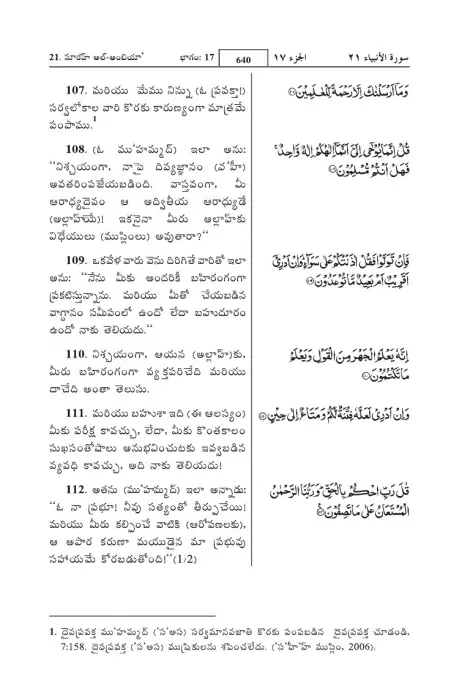 21. సూరహ్ అల్-అంబియా'
భాగం: 17
640
الجزء ١٧
سورة الأنبياء ٢١
107. మరియు మేము నిన్ను (ఓ ప్రవక్తా!)
సర్వలోకాల వారి కొరకు కారుణ్యంగా మాత్రమే
పంపాము.1
وَمَآ أَرْسَلْنَٰكَ إِلَّا رَحْمَةً لِّلْعَٰلَمِينَ ١٠٧
108. (ఓ ము'హమ్మద్) ఇలా అను:
"నిశ్చయంగా, నాపై దివ్యజ్ఞానం (వ'హీ)
అవతరింపజేయబడింది. వాస్తవంగా, మీ
ఆరాధ్యదైవం ఆ అద్వితీయ ఆరాధ్యుడే
(అల్లాహ్‌యే)! ఇకనైనా మీరు అల్లాహ్‌కు
విధేయులు (ముస్లింలు) అవుతారా?"
قُلْ إِنَّمَا يُوحَىٰٓ إِلَىَّ أَنَّمَآ إِلَٰهُكُمْ إِلَٰهٌ وَٰحِدٌ ۖ
فَهَلْ أَنتُم مُّسْلِمُونَ ١٠٨
109. ఒకవేళ వారు వెను దిరిగితే వారితో ఇలా
అను: "నేను మీకు అందరికీ బహిరంగంగా
ప్రకటిస్తున్నాను. మరియు మీతో చేయబడిన
వాగ్దానం సమీపంలో ఉందో లేదా బహుదూరం
ఉందో నాకు తెలియదు."
فَإِن تَوَلَّوْا۟ فَقُلْ ءَاذَنتُكُمْ عَلَىٰ سَوَآءٍ ۖ وَإِنْ أَدْرِىٓ
أَقَرِيبٌ أَم بَعِيدٌ مَّا تُوعَدُونَ ١٠٩
110. నిశ్చయంగా, ఆయన (అల్లాహ్)కు,
మీరు బహిరంగంగా వ్యక్తపరిచేది మరియు
దాచేది అంతా తెలుసు.
إِنَّهُۥ يَعْلَمُ ٱلْجَهْرَ مِنَ ٱلْقَوْلِ وَيَعْلَمُ
مَا تَكْتُمُونَ ١١٠
111. మరియు బహుశా ఇది (ఈ ఆలస్యం)
మీకు పరీక్ష కావచ్చు, లేదా, మీకు కొంతకాలం
సుఖసంతోషాలు అనుభవించుటకు ఇవ్వబడిన
వ్యవధి కావచ్చు, అది నాకు తెలియదు!
وَإِنْ أَدْرِى لَعَلَّهُۥ فِتْنَةٌ لَّكُمْ وَمَتَٰعٌ إِلَىٰ حِينٍ ١١١
112. అతను (ము'హమ్మద్) ఇలా అన్నాడు:
"ఓ నా ప్రభూ! నీవు సత్యంతో తీర్పుచేయి!
మరియు మీరు కల్పించే వాటికి (ఆరోపణలకు),
ఆ అపార కరుణా మయుడైన మా ప్రభువు
సహాయమే కోరబడుతోంది!"(1/2)
قَٰلَ رَبِّ ٱحْكُم بِٱلْحَقِّ ۗ وَرَبُّنَا ٱلرَّحْمَٰنُ
ٱلْمُسْتَعَانُ عَلَىٰ مَا تَصِفُونَ ١١٢
1. దైవప్రవక్త ము'హమ్మద్ ('స'అస) సర్వమానవజాతి కొరకు పంపబడిన దైవప్రవక్త చూడండి,
7:158. దైవప్రవక్త ('స'అస) ముష్రికులను శపించలేదు. ('స'హీ'హ్ ముస్లిం, 2006).